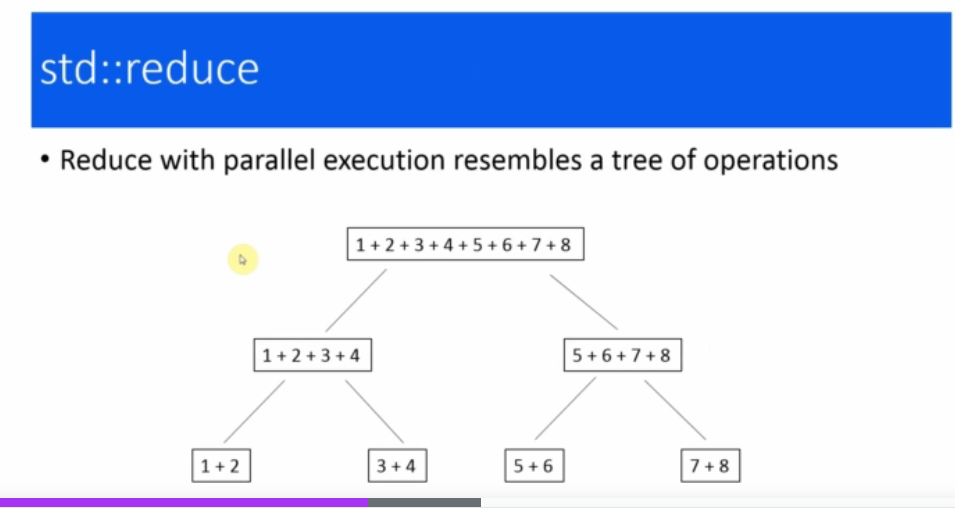 std::reduce
• Reduce with parallel execution resembles a tree of operations
1 + 2 + 3 + 4 + 5 + 6 + 7 + 8
1 + 2 + 3 + 4
5 + 6 + 7 + 8
1 + 2
3 + 4
5 + 6
7 + 8